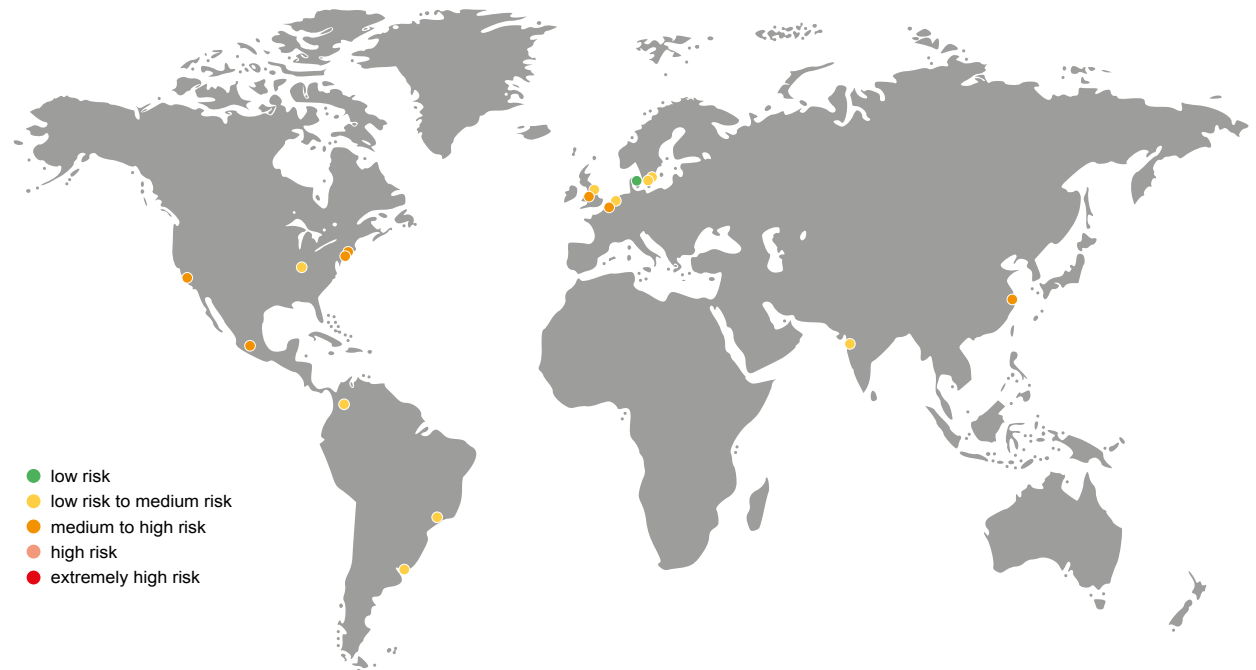 low risk
low risk to medium risk
medium to high risk
high risk
extremely high risk